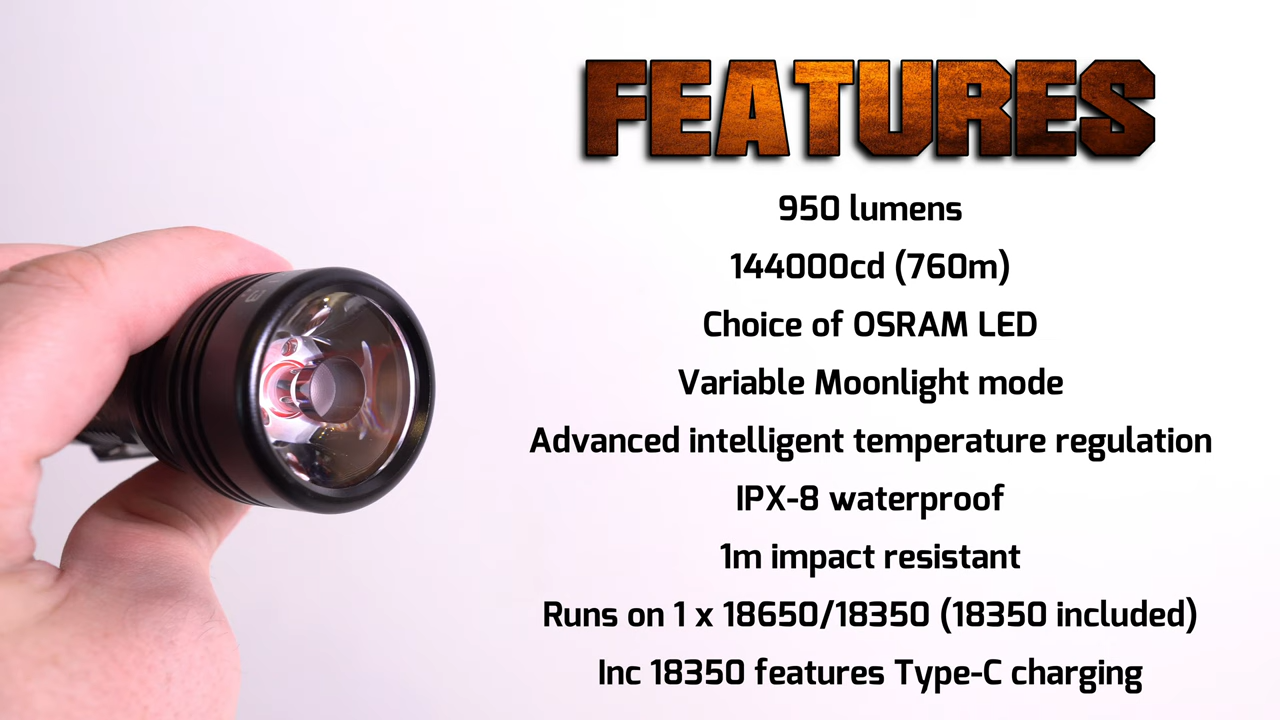 FEATURES
950 lumens
144000cd (760m)
Choice of OSRAM LED
Variable Moonlight mode
Advanced intelligent temperature regulation
IPX-8 waterproof
1m impact resistant
Runs on 1 x 18650/18350 (18350 included)
Inc 18350 features Type-C charging